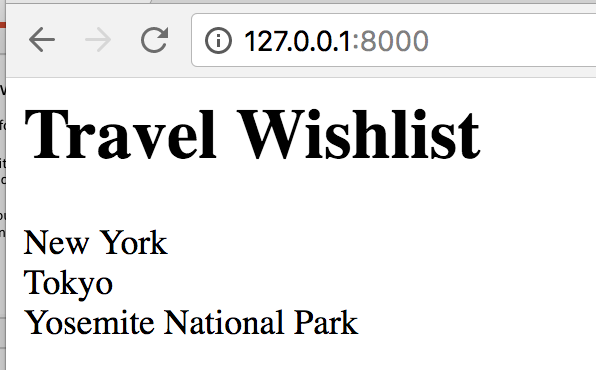 127.0.0.1:8000
Travel Wishlist
New York
Tokyo
Yosemite National Park